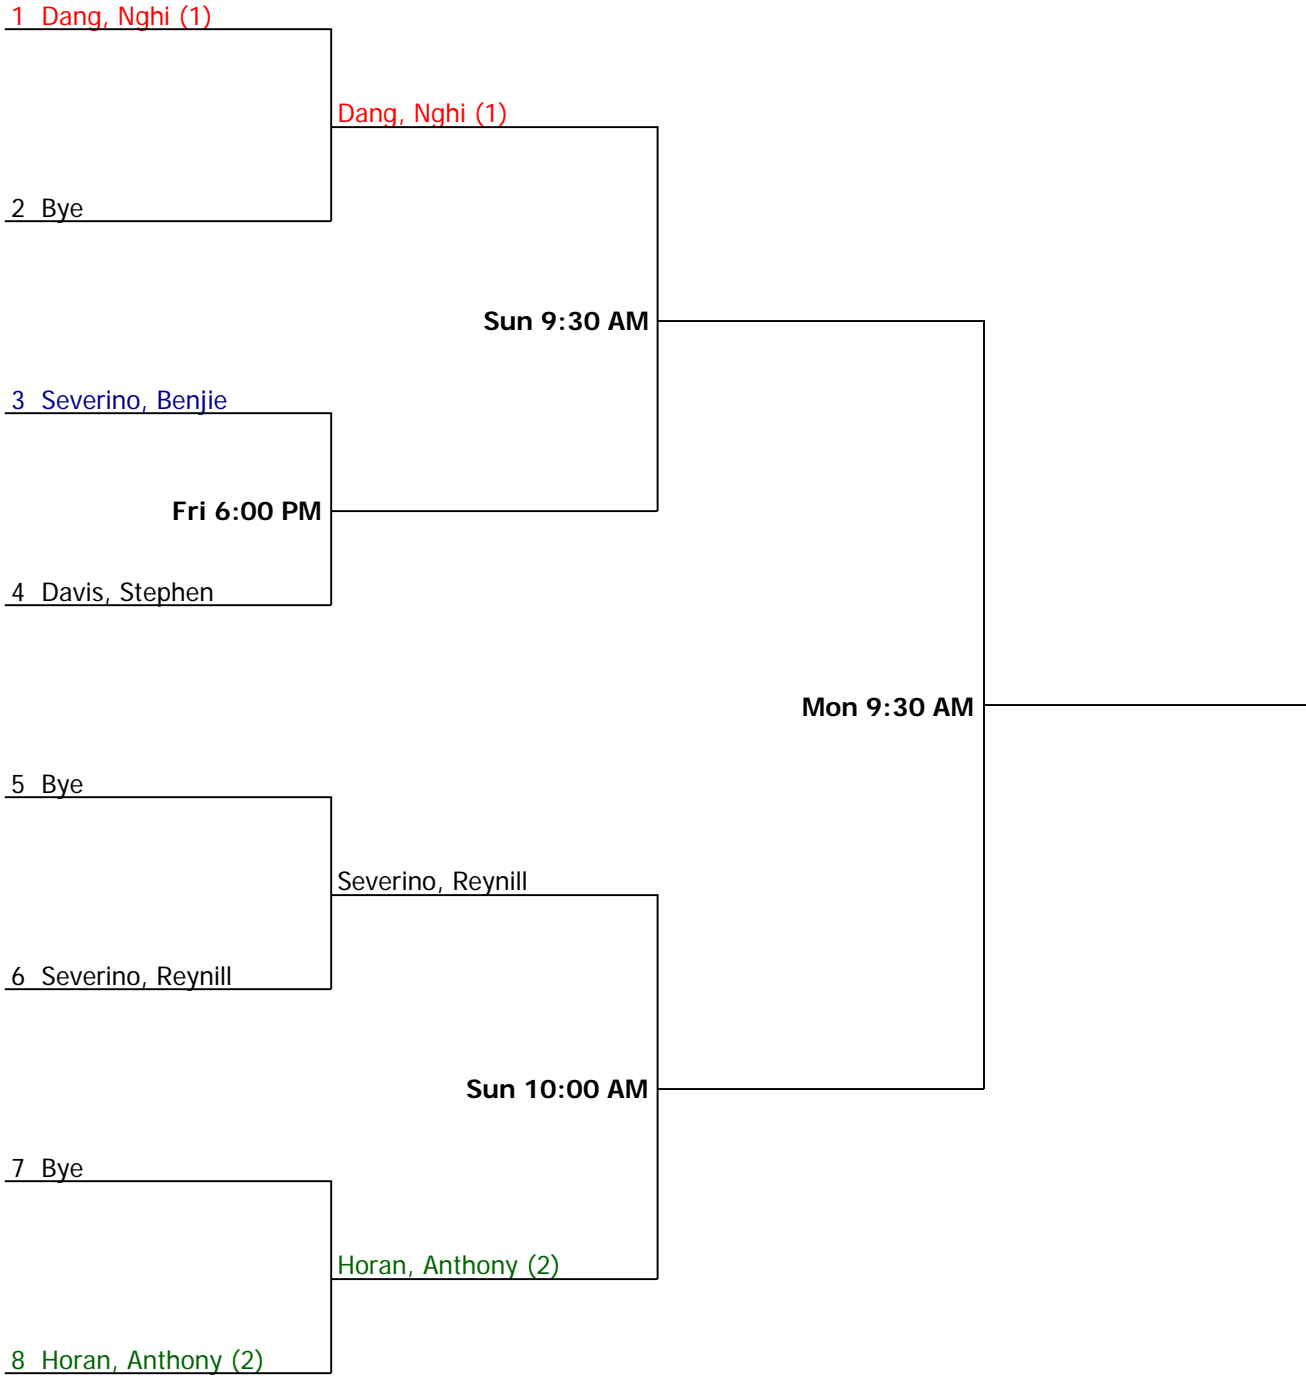 1 Dang, Nghi (1)
Dang, Nghi (1)
2 Bye
Sun 9:30 AM
3 Severino, Benjie
Fri 6:00 PM
4 Davis, Stephen
Mon 9:30 AM
5 Bye
Severino, Reynill
6 Severino, Reynill
Sun 10:00 AM
7 Bye
Horan, Anthony (2)
8 Horan, Anthony (2)